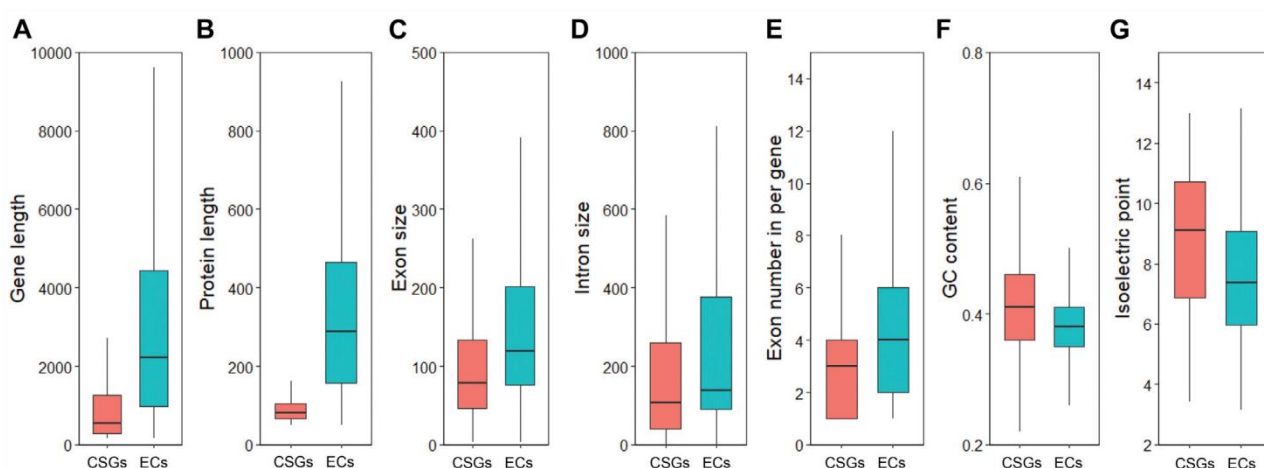 A
Gene length
10000
8000
6000
4000
2000
0
CSGs ECs
B
Protein length
1000
800
600
400
200
0
CSGs ECs
C
Exon size
500
400
300
200
100
0
CSGs ECs
D
Intron size
1000
800
600
400
200
0
CSGs ECs
E
Exon number in per gene
14
12
10
8
6
4
2
0
CSGs ECs
F
GC content
0.8
0.6
0.4
0.2
CSGs ECs
G
Isoelectric point
14
12
10
8
6
4
2
CSGs ECs